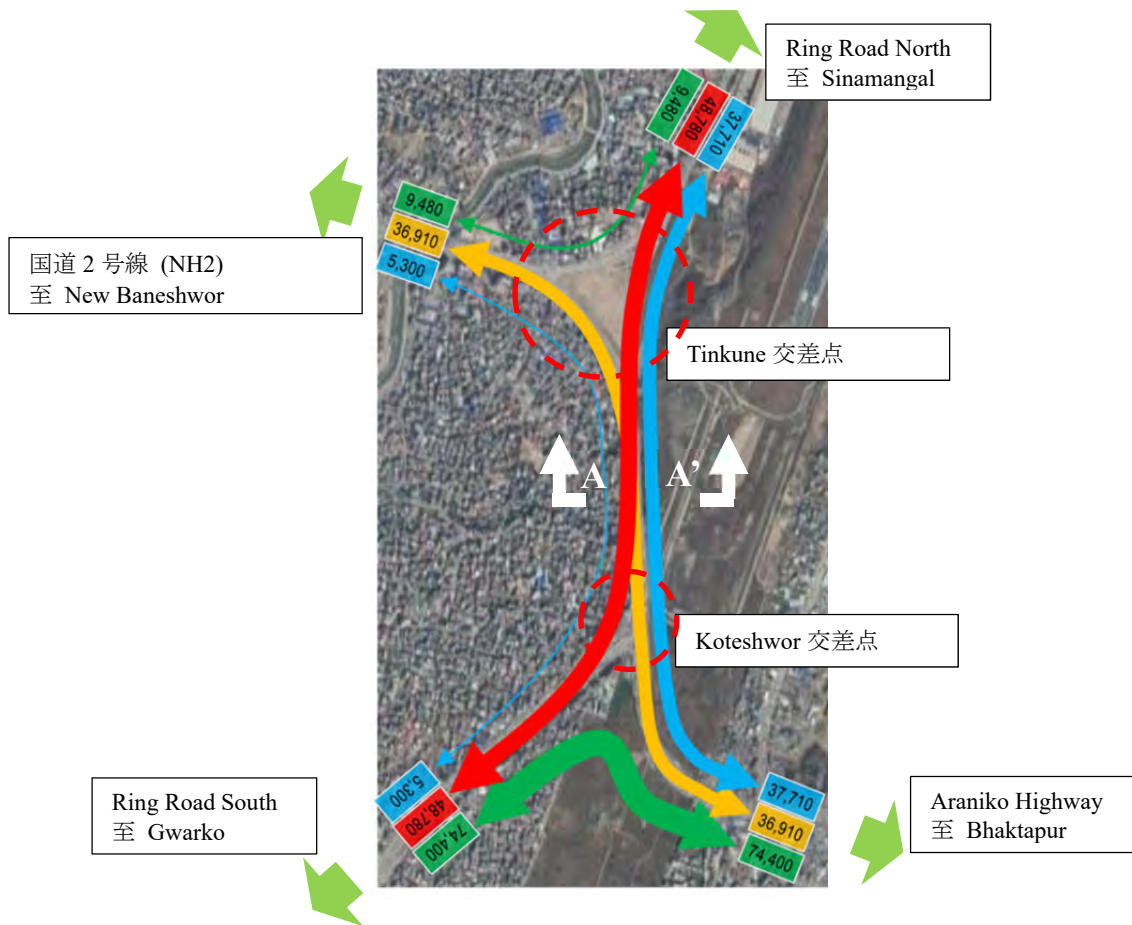 Ring Road North
至 Sinamangal
9,480
48,780
37,710
9,480
36,910
5,300
国道 2 号線 (NH2)
至 New Baneshwor
Tinkune 交差点
A
A’
Koteshwor 交差点
5,300
48,780
74,400
37,710
36,910
74,400
Ring Road South
至 Gwarko
Araniko Highway
至 Bhaktapur